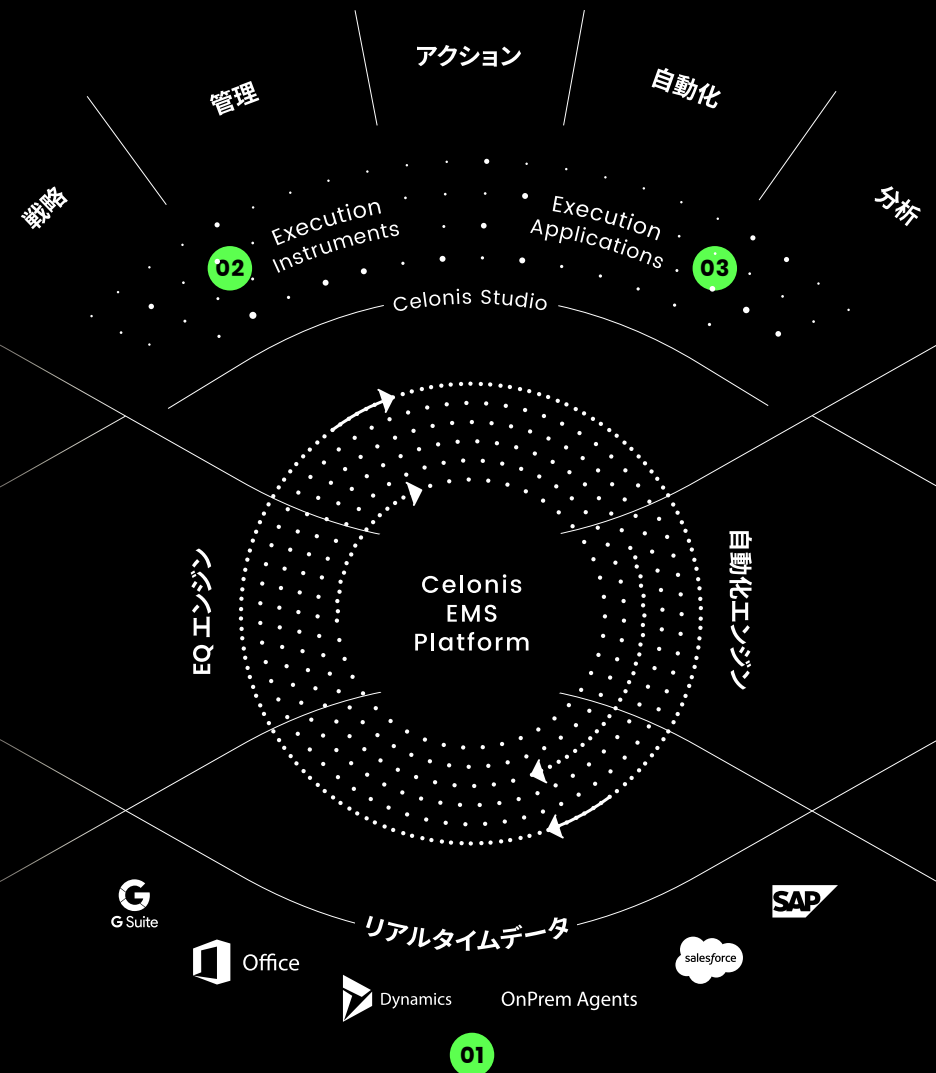 アクション
管理
自動化
戦略
分析
Execution
Instruments
Execution
Applications
02
03
Celonis Studio
EQ エンジン
Celonis
EMS
Platform
自動化エンジン
G
G Suite
SAP
リアルタイムデータ
Office
salesforce
Dynamics
OnPrem Agents
01